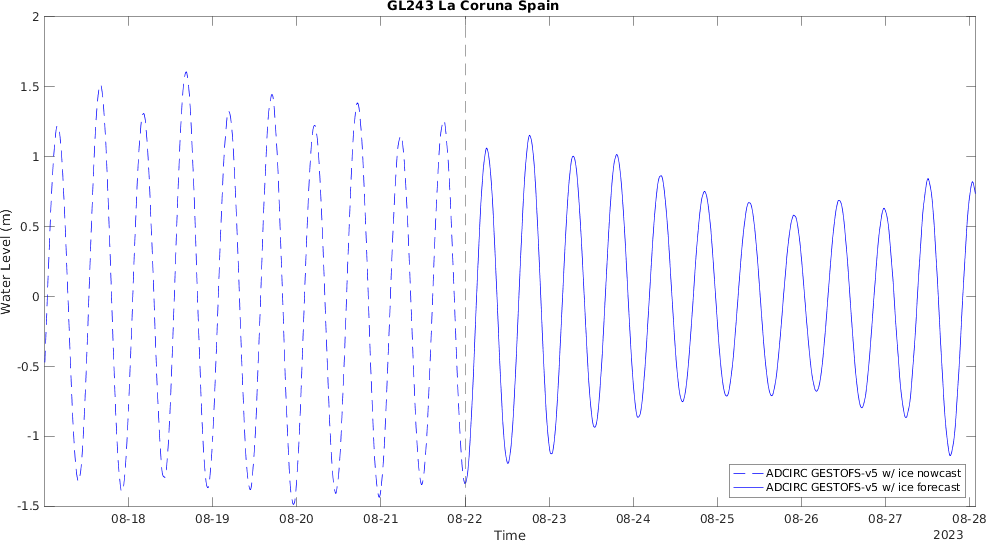 GL243 La Coruna Spain
2
1.5
1
0.5
0
-0.5
-1
-1.5
Water Level (m)
ADCIRC GESTOFS-v5 w/ ice nowcast
ADCIRC GESTOFS-v5 w/ ice forecast
08-18 08-19 08-20 08-21 08-22 08-23 08-24 08-25 08-26 08-27 08-28
Time
2023